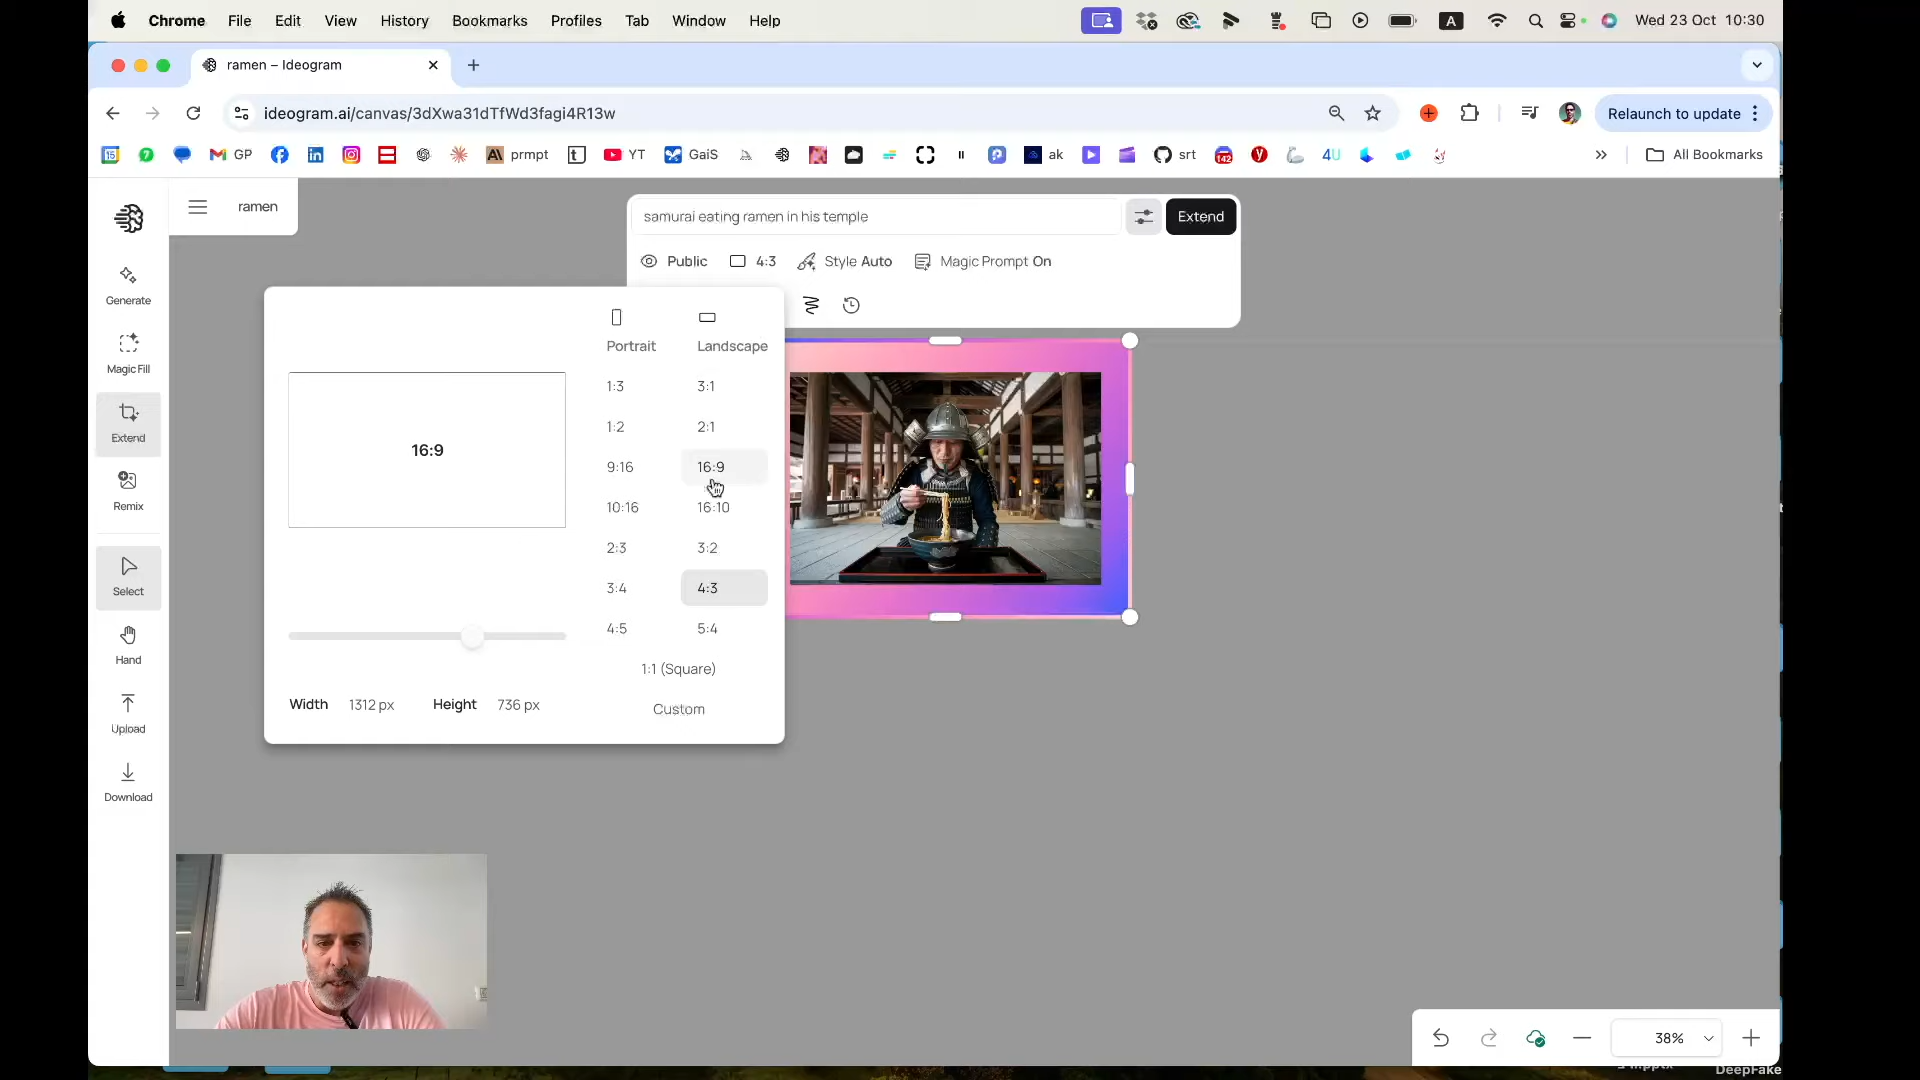 Chrome File Edit View History Bookmarks Profiles Tab Window Help A Wed 23 Oct 10:30
ramen – Ideogram
ideogram.ai/canvas/3dXwa31dTfWd3fagi4R13w Relaunch to update
15 7 GP AI prmpt t YT GaiS ak srt 142 4U All Bookmarks
ramen
samurai eating ramen in his temple Extend
Public 4:3 Style Auto Magic Prompt On
Generate
Magic Fill
Extend
Remix
Select
Hand
Upload
Download
Portrait Landscape
1:3 3:1
1:2 2:1
9:16 16:9
10:16 16:10
2:3 3:2
3:4 4:3
4:5 5:4
1:1 (Square)
Custom
16:9
Width 1312 px Height 736 px
38%
DeepFake